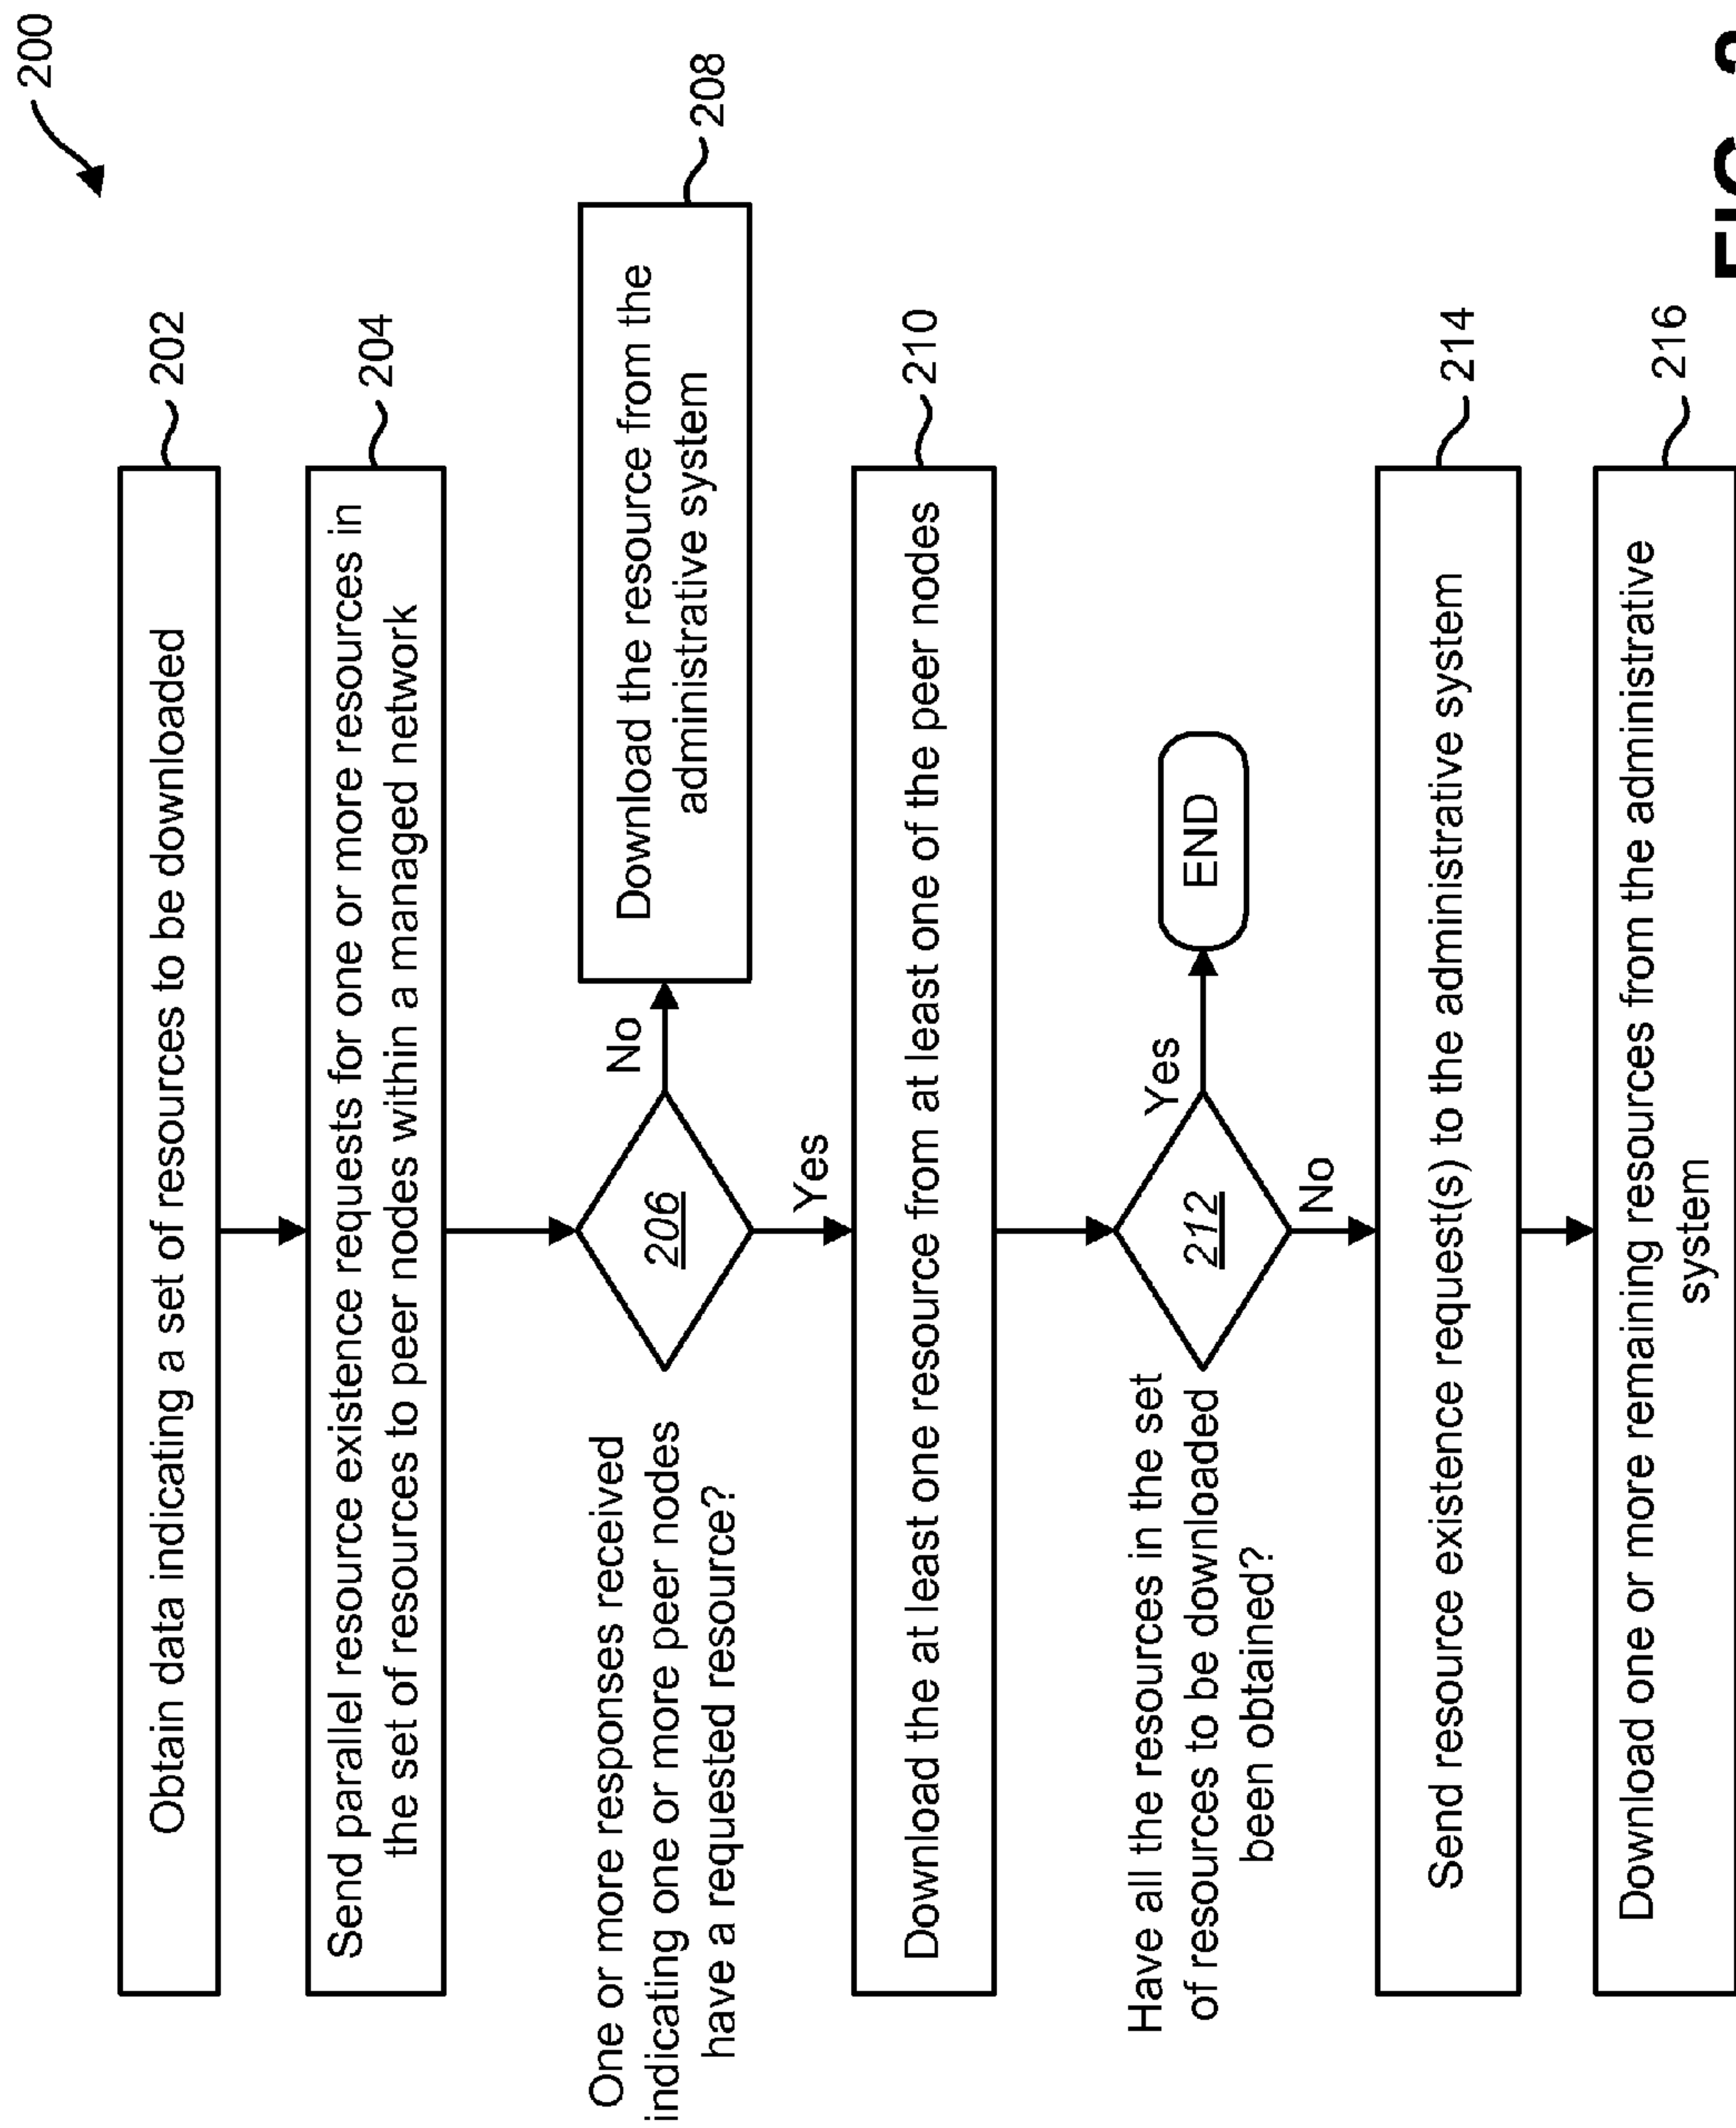 200
Obtain data indicating a set of resources to be downloaded
202
Send parallel resource existence requests for one or more resources in
the set of resources to peer nodes within a managed network
204
One or more responses received
indicating one or more peer nodes
have a requested resource?
206
No
Download the resource from the
administrative system
208
Yes
Download the at least one resource from at least one of the peer nodes
210
Have all the resources in the set
of resources to be downloaded
been obtained?
212
Yes
END
No
Send resource existence request(s) to the administrative system
214
Download one or more remaining resources from the administrative
system
216